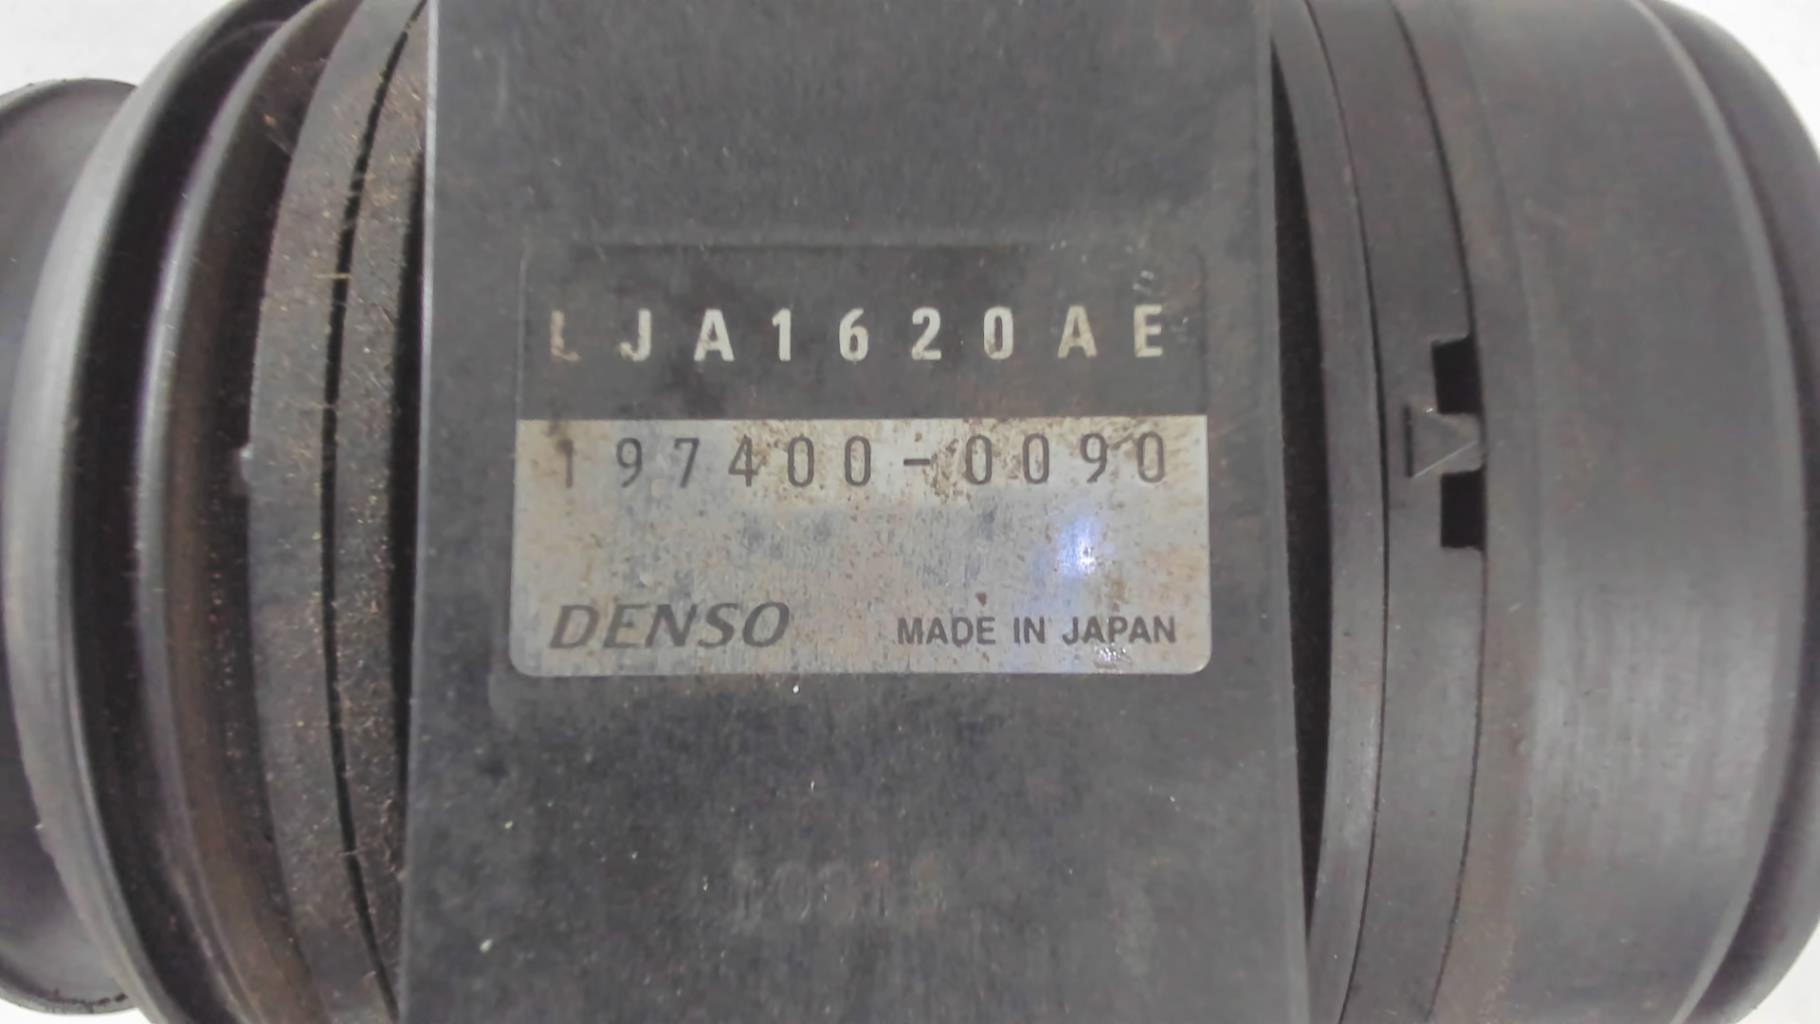 LJA1620AE
197400-0090
DENSO MADE IN JAPAN